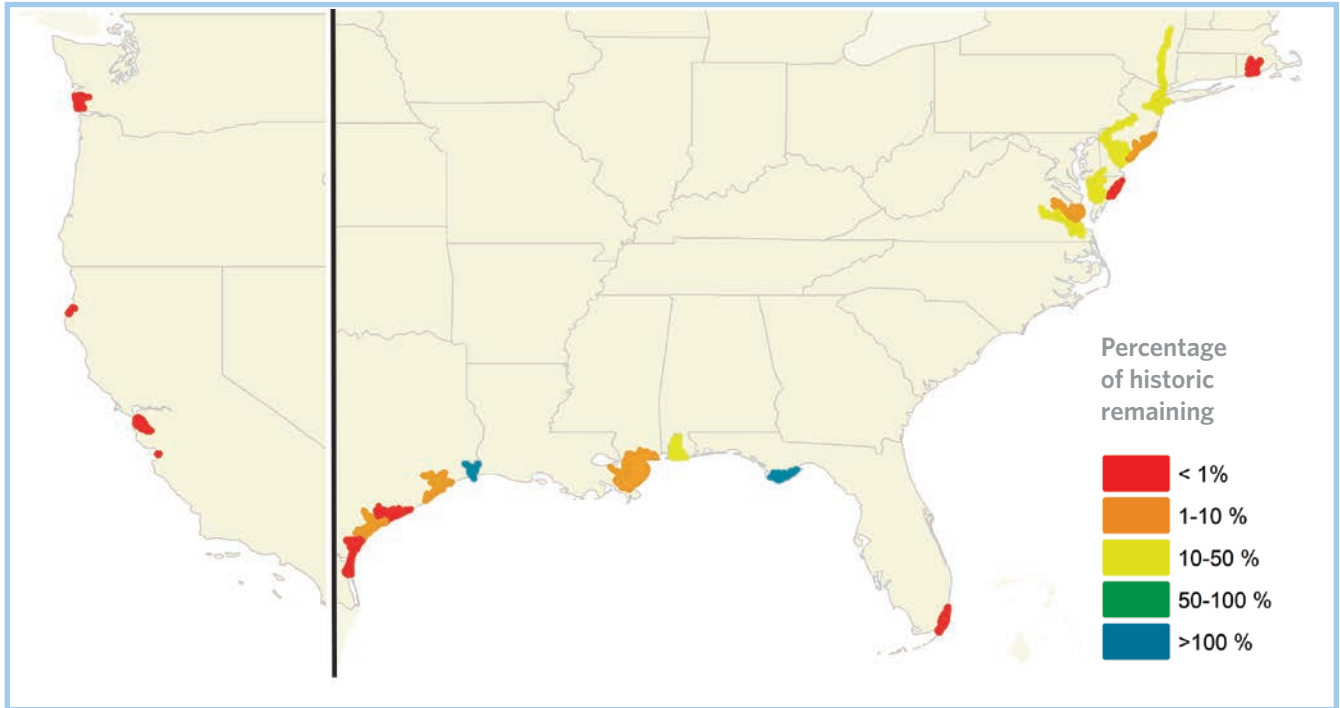 Percentage
of historic
remaining
< 1%
1-10 %
10-50 %
50-100 %
>100 %